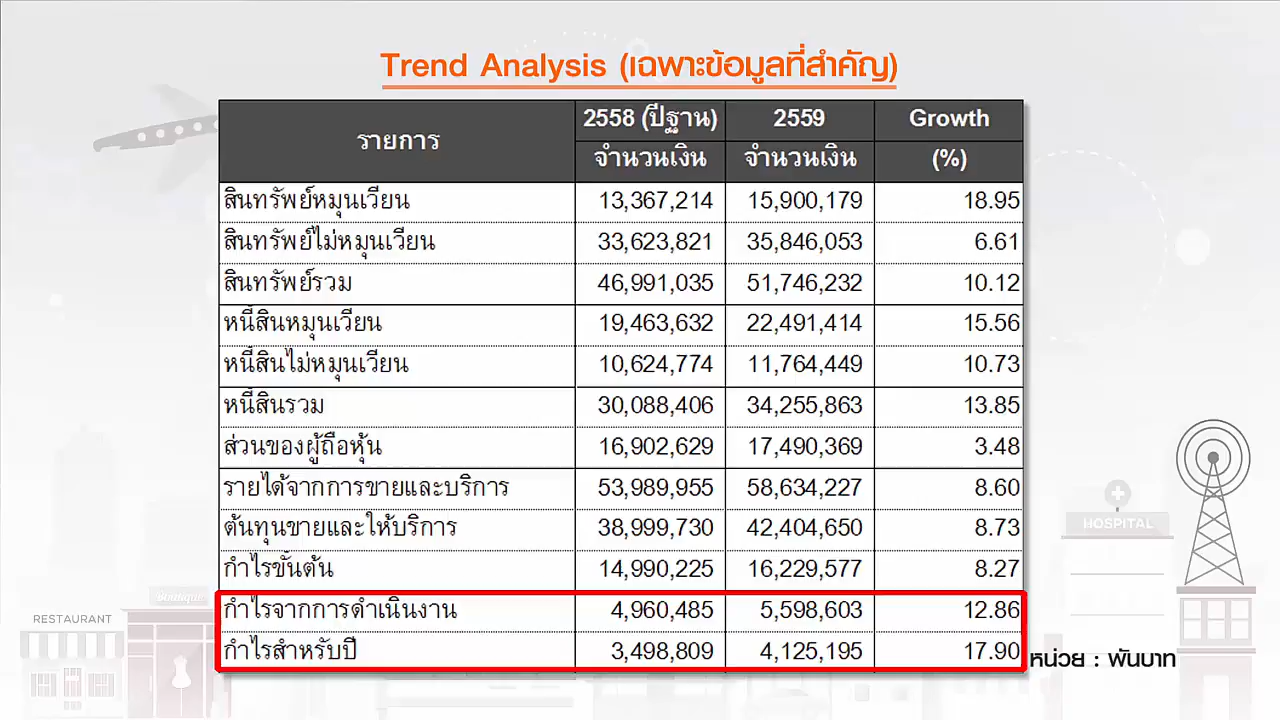 Trend Analysis (เฉพาะข้อมูลที่สำคัญ)
รายการ 2558 (ปีฐาน) 2559 Growth
จำนวนเงิน จำนวนเงิน (%)
สินทรัพย์หมุนเวียน 13,367,214 15,900,179 18.95
สินทรัพย์ไม่หมุนเวียน 33,623,821 35,846,053 6.61
สินทรัพย์รวม 46,991,035 51,746,232 10.12
หนี้สินหมุนเวียน 19,463,632 22,491,414 15.56
หนี้สินไม่หมุนเวียน 10,624,774 11,764,449 10.73
หนี้สินรวม 30,088,406 34,255,863 13.85
ส่วนของผู้ถือหุ้น 16,902,629 17,490,369 3.48
รายได้จากการขายและบริการ 53,989,955 58,634,227 8.60
ต้นทุนขายและให้บริการ 38,999,730 42,404,650 8.73
กำไรขั้นต้น 14,990,225 16,229,577 8.27
กำไรจากการดำเนินงาน 4,960,485 5,598,603 12.86
กำไรสำหรับปี 3,498,809 4,125,195 17.90
หน่วย : พันบาท
HOSPITAL
RESTAURANT
Boutique